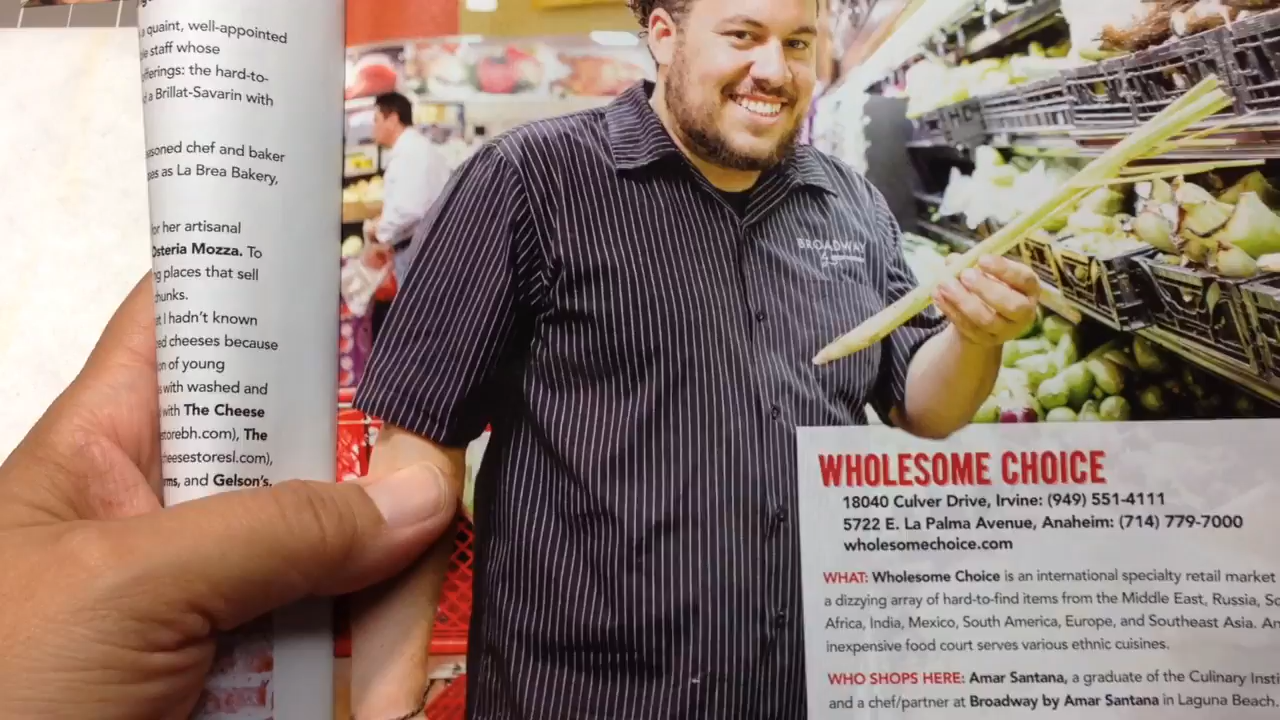 a quaint, well-appointed
staff whose
offerings: the hard-to-
a Brillat-Savarin with
seasoned chef and baker
as La Brea Bakery,
for her artisanal
Osteria Mozza. To
places that sell
hunks.
I hadn't known
cheeses because
of young
with washed and
with The Cheese
storebh.com), The
cheesestoresl.com),
and Gelson's.
BROADWAY
WHOLESOME CHOICE
18040 Culver Drive, Irvine: (949) 551-4111
5722 E. La Palma Avenue, Anaheim: (714) 779-7000
wholesomechoice.com
WHAT: Wholesome Choice is an international specialty retail market
a dizzying array of hard-to-find items from the Middle East, Russia,
Africa, India, Mexico, South America, Europe, and Southeast Asia. An
inexpensive food court serves various ethnic cuisines.
WHO SHOPS HERE: Amar Santana, a graduate of the Culinary Insti
and a chef/partner at Broadway by Amar Santana in Laguna Beach.